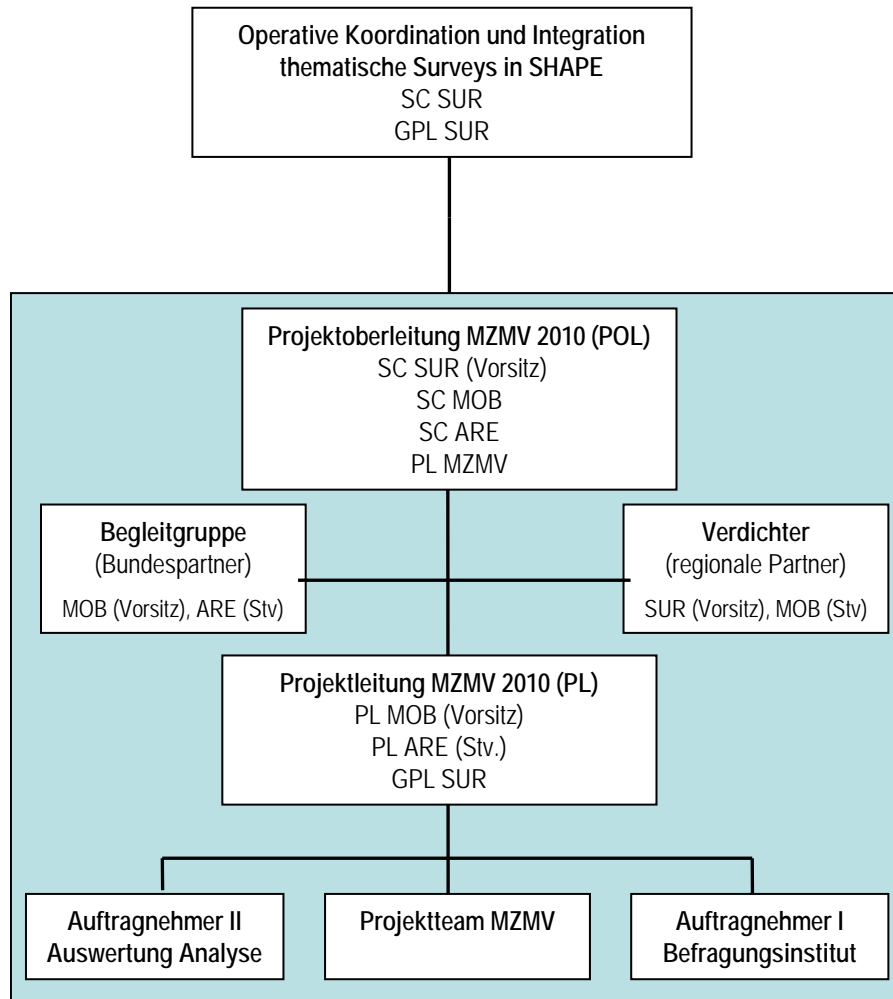 Operative Koordination und Integration
thematische Surveys in SHAPE
SC SUR
GPL SUR
Projektoberleitung MZMV 2010 (POL)
SC SUR (Vorsitz)
SC MOB
SC ARE
PL MZMV
Begleitgruppe
(Bundespartner)
MOB (Vorsitz), ARE (Stv)
Verdichter
(regionale Partner)
SUR (Vorsitz), MOB (Stv)
Projektleitung MZMV 2010 (PL)
PL MOB (Vorsitz)
PL ARE (Stv.)
GPL SUR
Auftragnehmer II
Auswertung Analyse
Projektteam MZMV
Auftragnehmer I
Befragungsinstitut